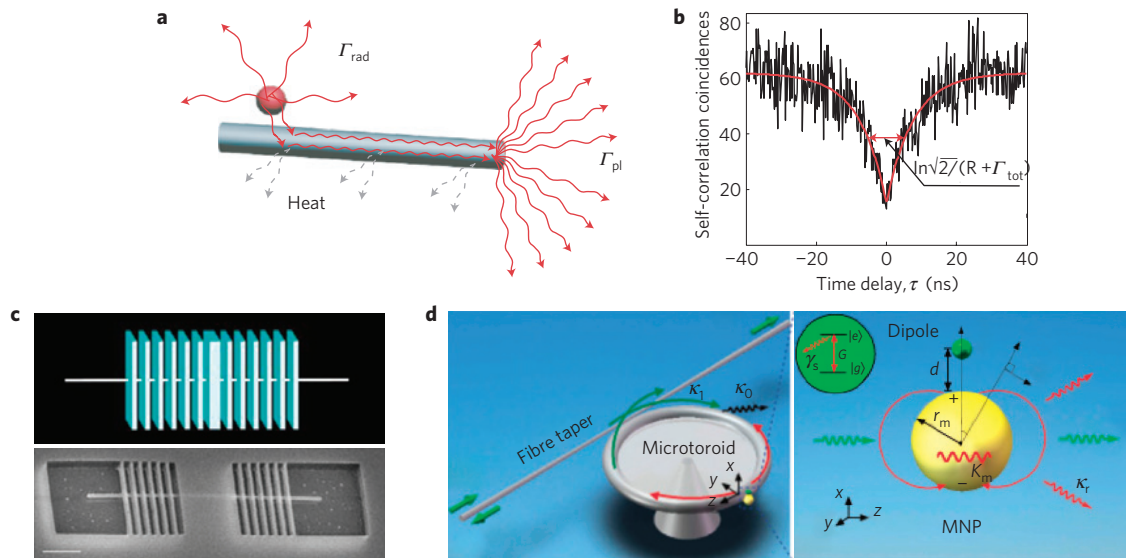 a
Γrad
Γpl
Heat
b
Self-correlation coincidences
80
60
40
20
ln√2/(R + Γtot)
−40
−20
0
20
40
Time delay, τ (ns)
c
d
Fibre taper
κ1
κ0
Microtoroid
x
y
z
|e⟩
G
γs
|g⟩
Dipole
d
+
rm
Km
−
κr
x
y
z
MNP